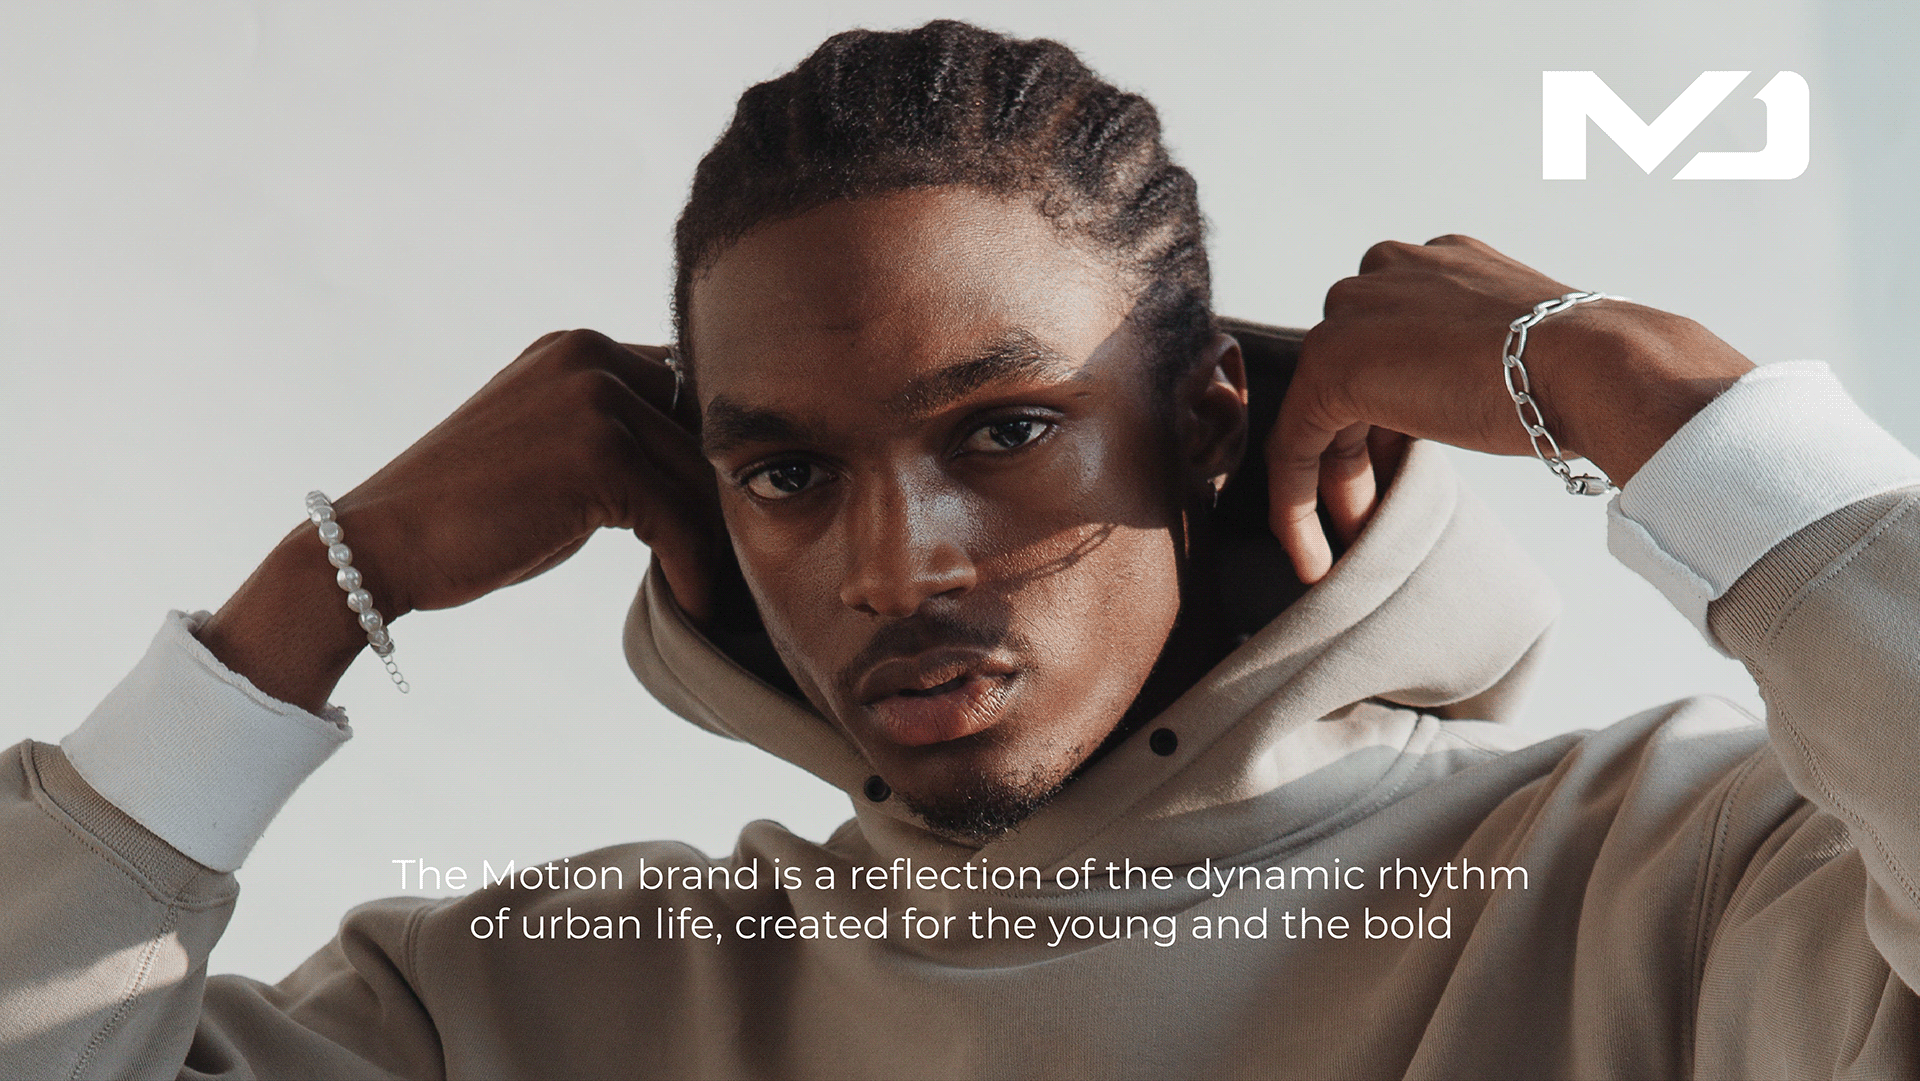 MO
The Motion brand is a reflection of the dynamic rhythm
of urban life, created for the young and the bold